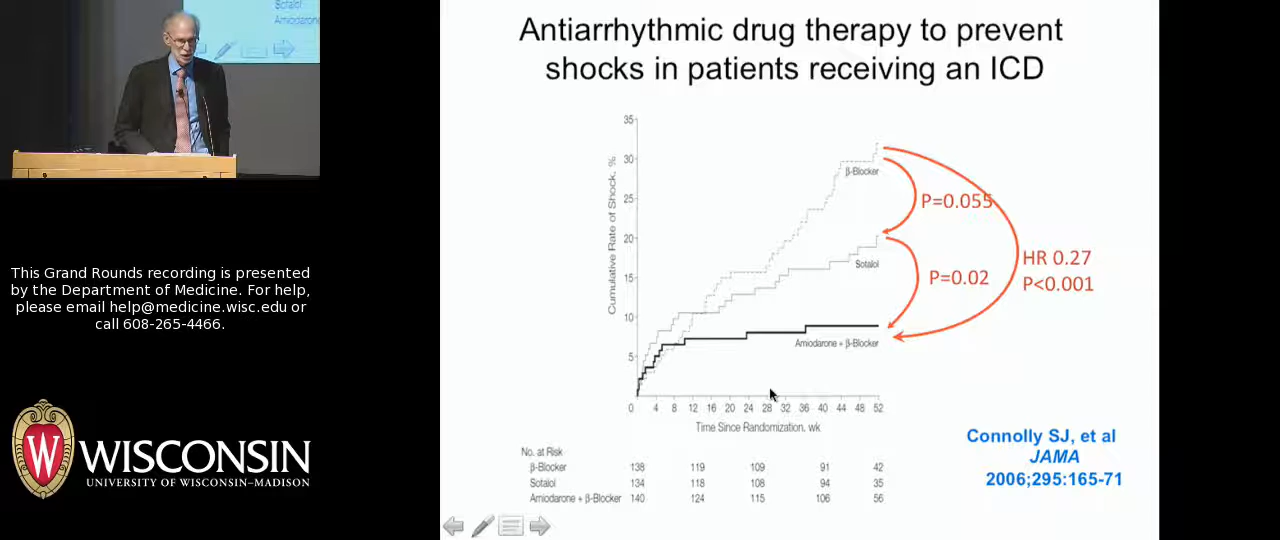 Sotalol
Amiodarone
This Grand Rounds recording is presented
by the Department of Medicine. For help,
please email help@medicine.wisc.edu or
call 608-265-4466.
W
WISCONSIN
UNIVERSITY OF WISCONSIN–MADISON
Antiarrhythmic drug therapy to prevent
shocks in patients receiving an ICD
Cumulative Rate of Shock, %
35
30
25
20
15
10
5
β-Blocker
Sotalol
Amiodarone + β-Blocker
P=0.055
P=0.02
HR 0.27
P<0.001
0 4 8 12 16 20 24 28 32 36 40 44 48 52
Time Since Randomization, wk
No. at Risk
β-Blocker 138 119 109 91 42
Sotalol 134 118 108 94 35
Amiodarone + β-Blocker 140 124 115 106 56
Connolly SJ, et al
JAMA
2006;295:165-71